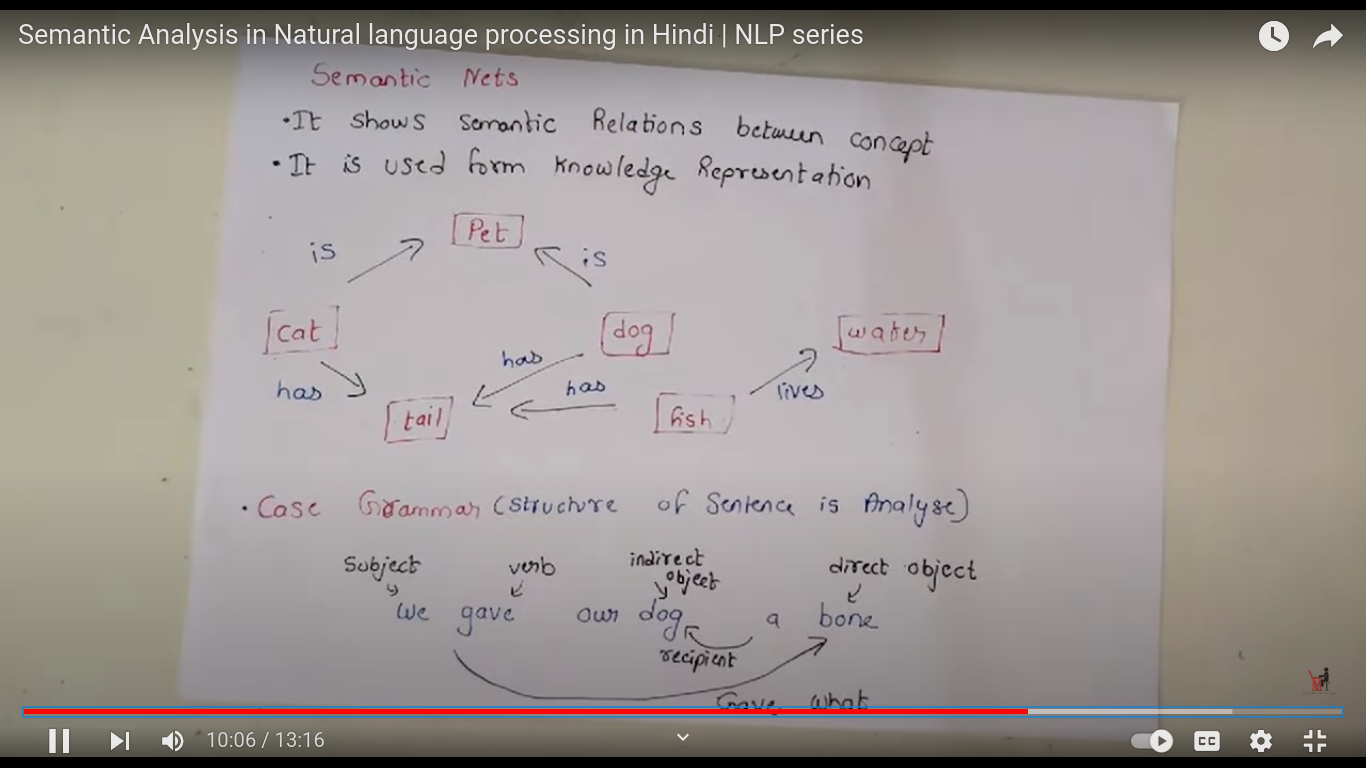 Semantic Analysis in Natural language processing in Hindi | NLP series
Semantic Nets
•It shows semantic Relations between concept
•It is used form Knowledge Representation
Pet
is
is
cat
dog
water
has
has
has
lives
tail
fish
•Case Grammar (structure of Sentence is Analyse)
Subject verb indirect object direct object
We gave our dog a bone
recipient
Gave what
10:06 / 13:16
CC